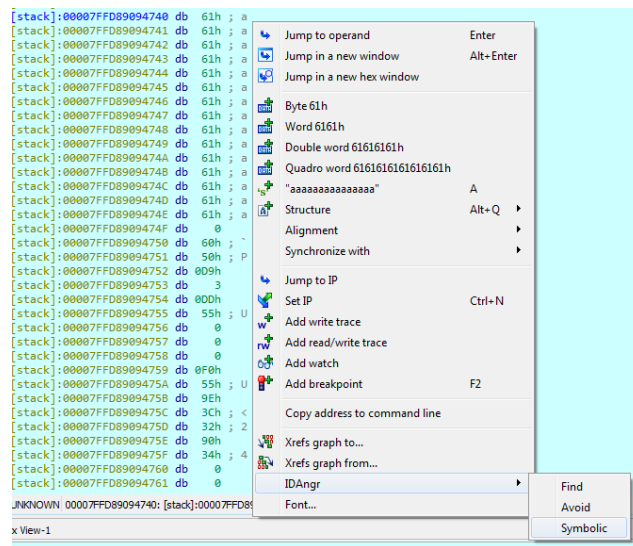 [stack]:00007FFD89094740 db 61h ; a
[stack]:00007FFD89094741 db 61h ; a
[stack]:00007FFD89094742 db 61h ; a
[stack]:00007FFD89094743 db 61h ; a
[stack]:00007FFD89094744 db 61h ; a
[stack]:00007FFD89094745 db 61h ; a
[stack]:00007FFD89094746 db 61h ; a
[stack]:00007FFD89094747 db 61h ; a
[stack]:00007FFD89094748 db 61h ; a
[stack]:00007FFD89094749 db 61h ; a
[stack]:00007FFD8909474A db 61h ; a
[stack]:00007FFD8909474B db 61h ; a
[stack]:00007FFD8909474C db 61h ; a
[stack]:00007FFD8909474D db 61h ; a
[stack]:00007FFD8909474E db 61h ; a
[stack]:00007FFD8909474F db 0
[stack]:00007FFD89094750 db 60h ; `
[stack]:00007FFD89094751 db 50h ; P
[stack]:00007FFD89094752 db 0D9h
[stack]:00007FFD89094753 db 3
[stack]:00007FFD89094754 db 0DDh
[stack]:00007FFD89094755 db 55h ; U
[stack]:00007FFD89094756 db 0
[stack]:00007FFD89094757 db 0
[stack]:00007FFD89094758 db 0
[stack]:00007FFD89094759 db 0F0h
[stack]:00007FFD8909475A db 55h ; U
[stack]:00007FFD8909475B db 9Eh
[stack]:00007FFD8909475C db 3Ch ; <
[stack]:00007FFD8909475D db 32h ; 2
[stack]:00007FFD8909475E db 90h
[stack]:00007FFD8909475F db 34h ; 4
[stack]:00007FFD89094760 db 0
[stack]:00007FFD89094761 db 0
JNKNOWN 00007FFD89094740: [stack]:00007FFD89
x View-1
Jump to operand Enter
Jump in a new window Alt+Enter
Jump in a new hex window
Byte 61h
Word 6161h
Double word 61616161h
Quadro word 6161616161616161h
"aaaaaaaaaaaaaaa" A
Structure Alt+Q
Alignment
Synchronize with
Jump to IP
Set IP Ctrl+N
Add write trace
Add read/write trace
Add watch
Add breakpoint F2
Copy address to command line
Xrefs graph to...
Xrefs graph from...
IDAngr
Font...
Find
Avoid
Symbolic